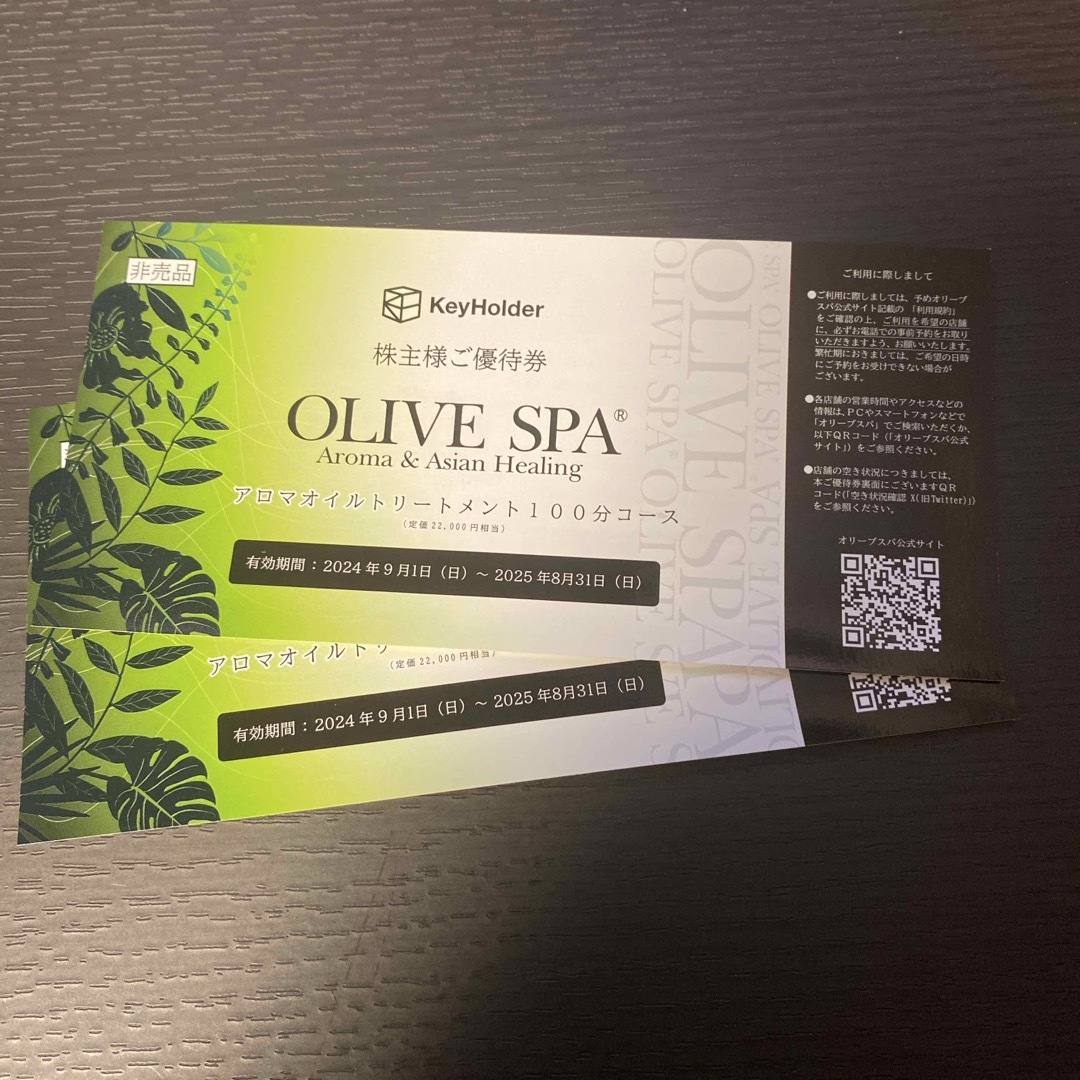 非売品
KeyHolder
株主様ご優待券
OLIVE SPA®
Aroma & Asian Healing
アロマオイルトリートメント１００分コース
（定価22,000円相当）
有効期間：2024年９月1日（日）～2025年8月31日（日）
OLIVE SPA
OLIVE SPA OLIVE SPA
ご利用に際しまして
●ご利用に際しましては、予めオリーブ
スパ公式サイト記載の「利用規約」
をご確認の上、ご利用を希望の店舗
に、必ずお電話での事前予約をお取り
いただきますよう、お願いいたします。
繁忙期におきましては、ご希望の日時
にご予約をお受けできない場合が
ございます。
●各店舗の営業時間やアクセスなどの
情報は、PCやスマートフォンなどで
「オリーブスパ」でご検索いただくか、
以下QRコード（「オリーブスパ公式
サイト」）をご参照ください。
●店舗の空き状況につきましては、
本ご優待券裏面にございますQR
コード(「空き状況確認 X(旧Twitter)」)
をご参照ください。
オリーブスパ公式サイト
アロマオイルト
（定価22,000円相当）
有効期間：2024年９月1日（日）～2025年8月31日（日）